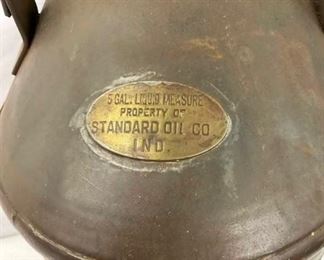 5 GAL. LIQUID MEASURE
PROPERTY OF
STANDARD OIL CO.
IND.